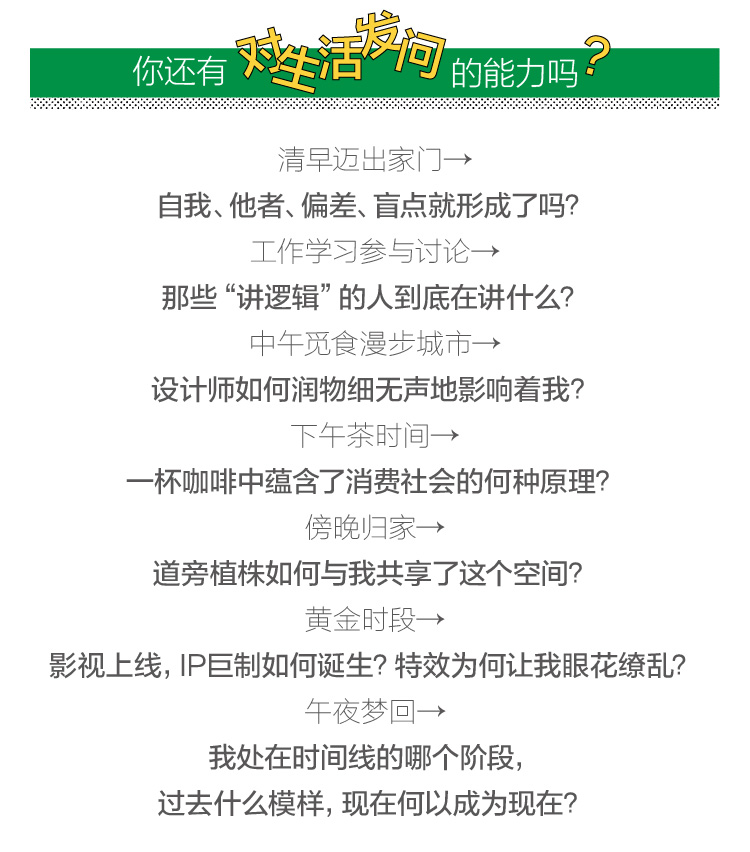 你还有对生活发问的能力吗？
清早迈出家门→
自我、他者、偏差、盲点就形成了吗？
工作学习参与讨论→
那些“讲逻辑”的人到底在讲什么？
中午觅食漫步城市→
设计师如何润物细无声地影响着我？
下午茶时间→
一杯咖啡中蕴含了消费社会的何种原理？
傍晚归家→
道旁植株如何与我共享了这个空间？
黄金时段→
影视上线，IP巨制如何诞生？特效为何让我眼花缭乱？
午夜梦回→
我处在时间线的哪个阶段，
过去什么模样，现在何以成为现在？